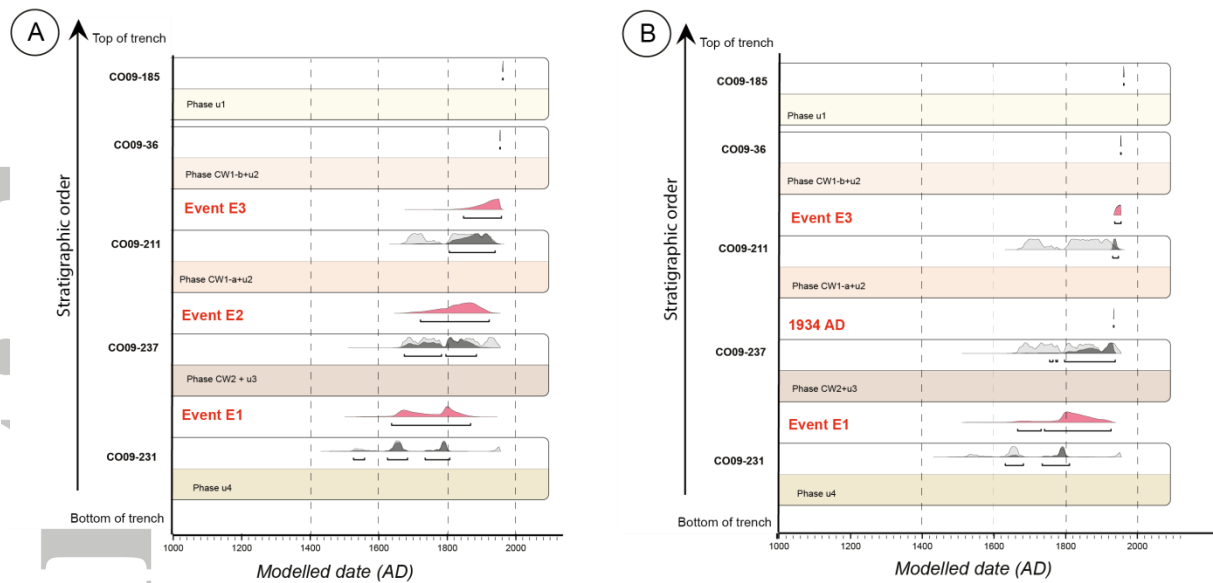 A
Top of trench
CO09-185
Phase u1
CO09-36
Phase CW1-b+u2
Event E3
CO09-211
Phase CW1-a+u2
Event E2
CO09-237
Phase CW2 + u3
Event E1
CO09-231
Phase u4
Bottom of trench
Stratigraphic order
1000 1200 1400 1600 1800 2000
Modelled date (AD)
B
Top of trench
CO09-185
Phase u1
CO09-36
Phase CW1-b+u2
Event E3
CO09-211
Phase CW1-a+u2
1934 AD
CO09-237
Phase CW2+u3
Event E1
CO09-231
Phase u4
Bottom of trench
Stratigraphic order
1000 1200 1400 1600 1800 2000
Modelled date (AD)